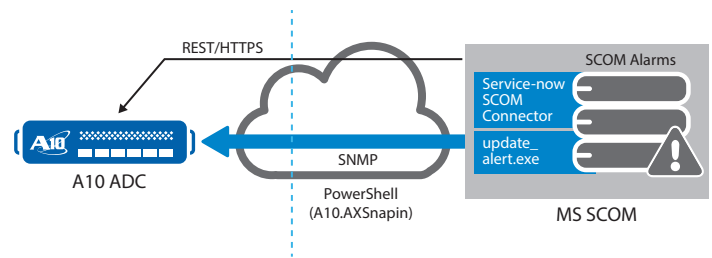 REST/HTTPS
SCOM Alarms
Service-now
SCOM
Connector
update_
alert.exe
A10
SNMP
A10 ADC
PowerShell
(A10.AXSnapin)
MS SCOM